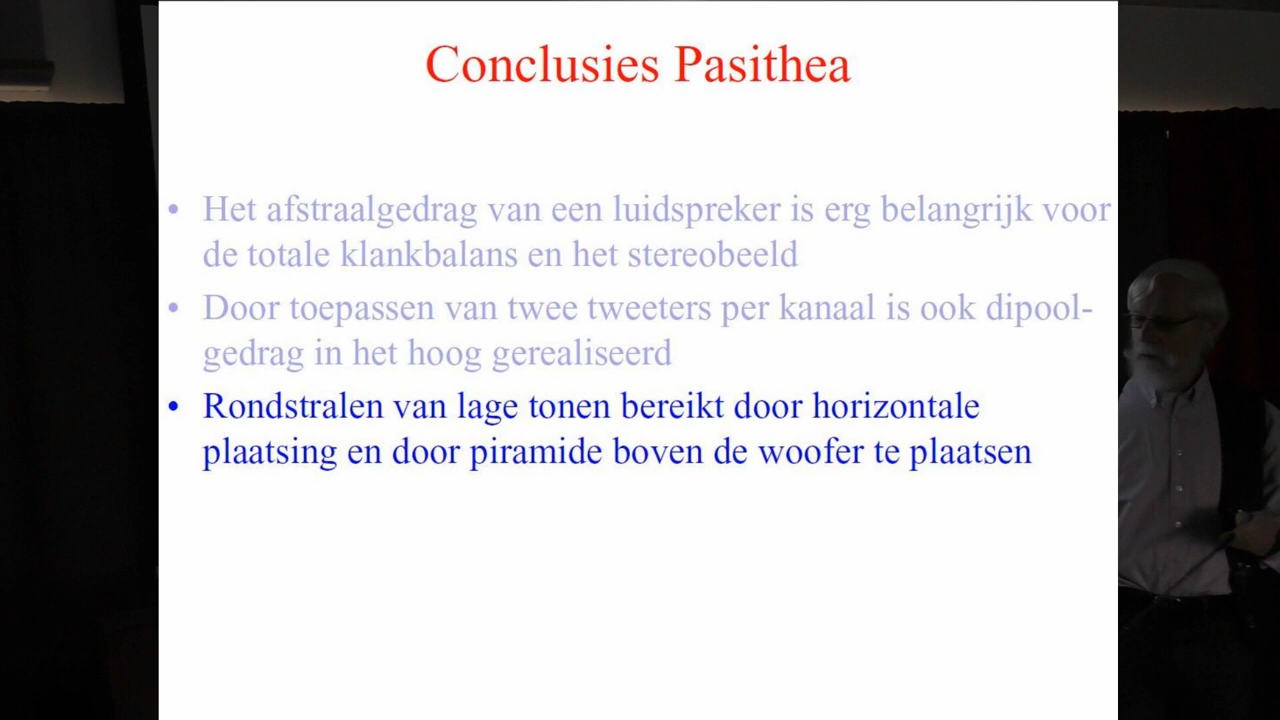 Conclusies Pasithea
• Het afstraalgedrag van een luidspreker is erg belangrijk voor
de totale klankbalans en het stereobeeld
• Door toepassen van twee tweeters per kanaal is ook dipool-
gedrag in het hoog gerealiseerd
• Rondstralen van lage tonen bereikt door horizontale
plaatsing en door piramide boven de woofer te plaatsen